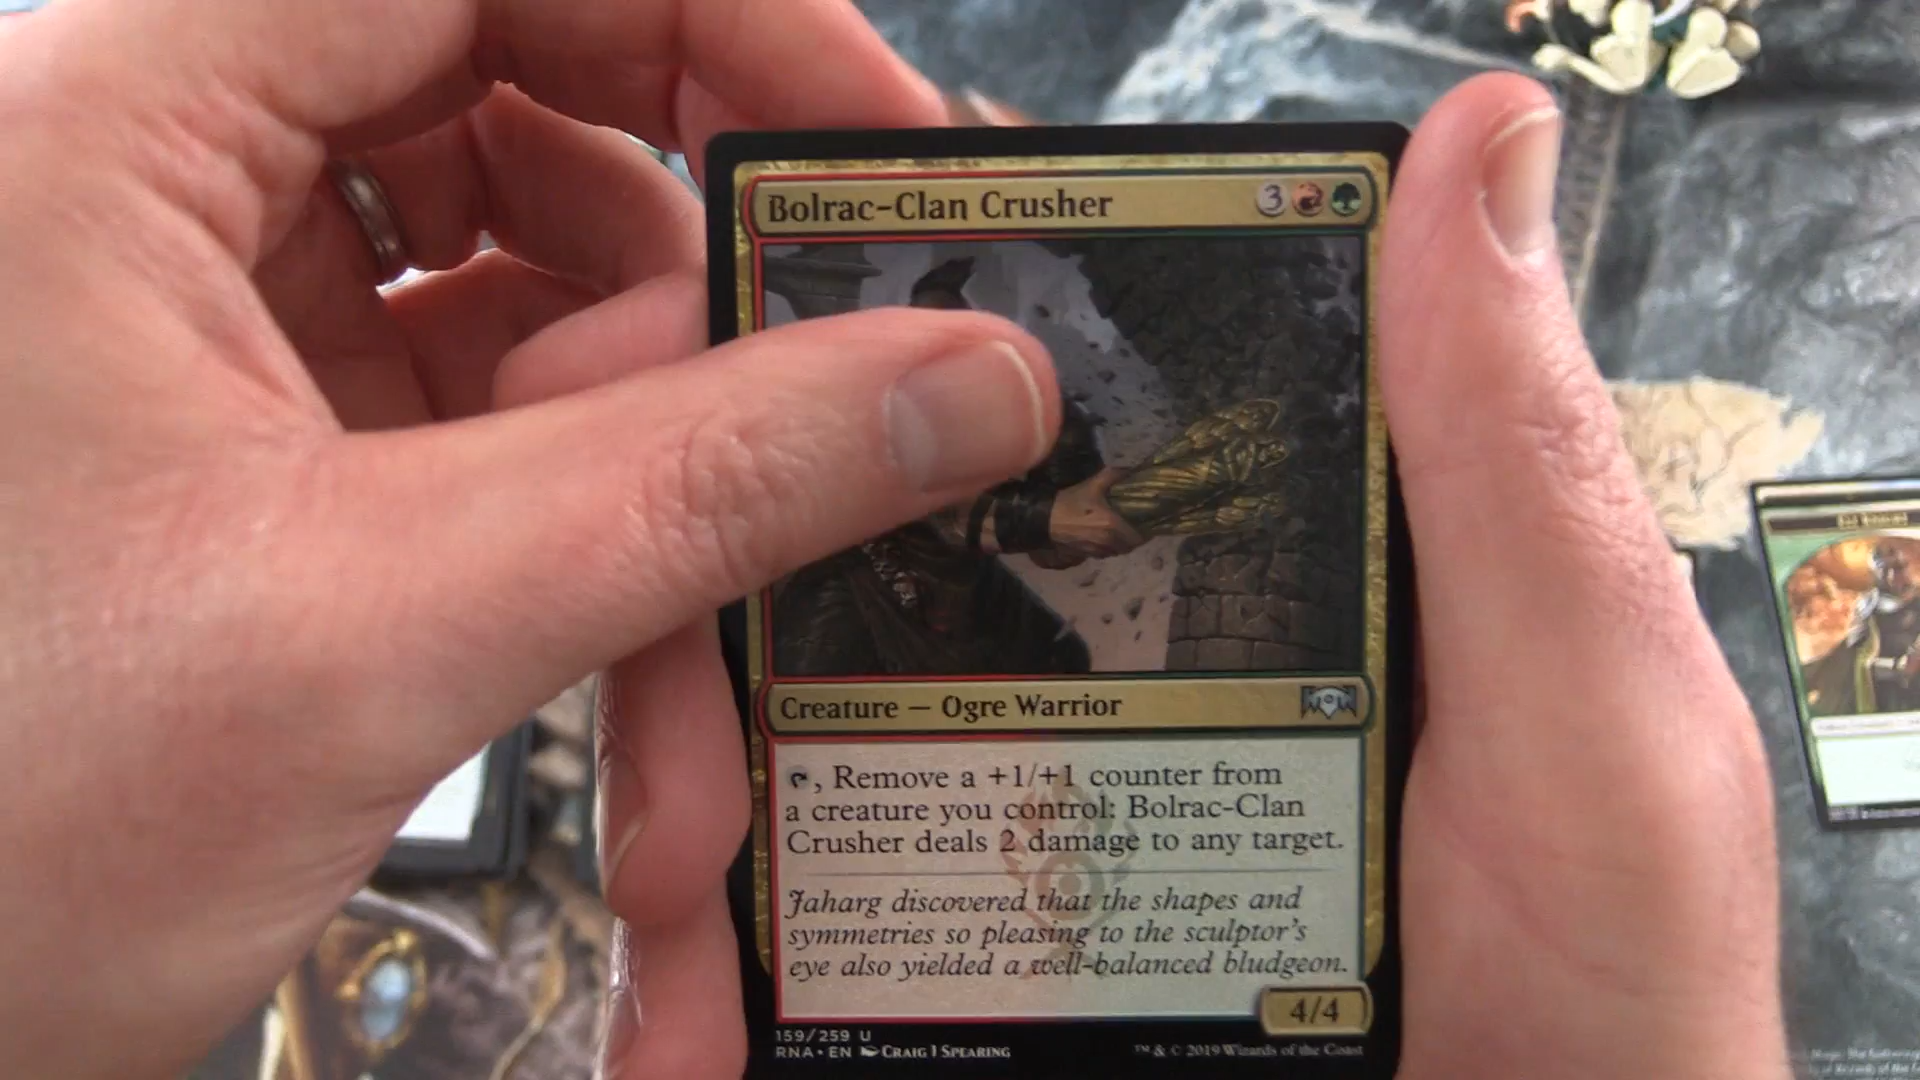 Bolrac-Clan Crusher 3
Creature — Ogre Warrior
, Remove a +1/+1 counter from
a creature you control: Bolrac-Clan
Crusher deals 2 damage to any target.
Jaharg discovered that the shapes and
symmetries so pleasing to the sculptor's
eye also yielded a well-balanced bludgeon.
4/4
159/259 U
RNA • EN Craig J Spearing
™ & © 2019 Wizards of the Coast